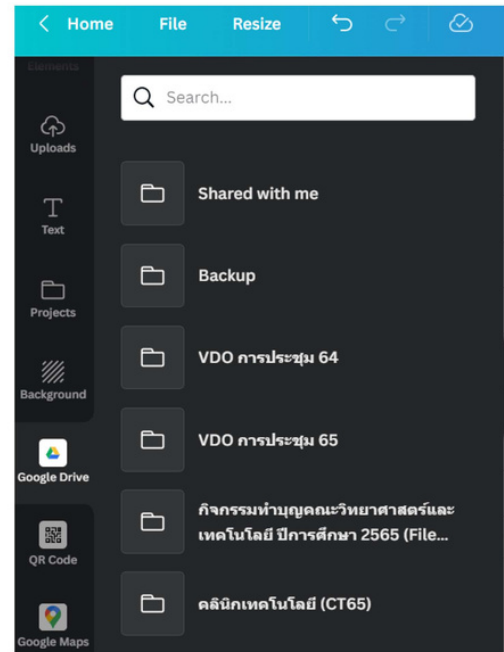 Home File Resize
Elements
Search...
Uploads
Shared with me
Text
Backup
Projects
VDO การประชุม 64
Background
VDO การประชุม 65
Google Drive
กิจกรรมทำบุญคณะวิทยาศาสตร์และ
เทคโนโลยี ปีการศึกษา 2565 (File...
QR Code
คลินิกเทคโนโลยี (CT65)
Google Maps